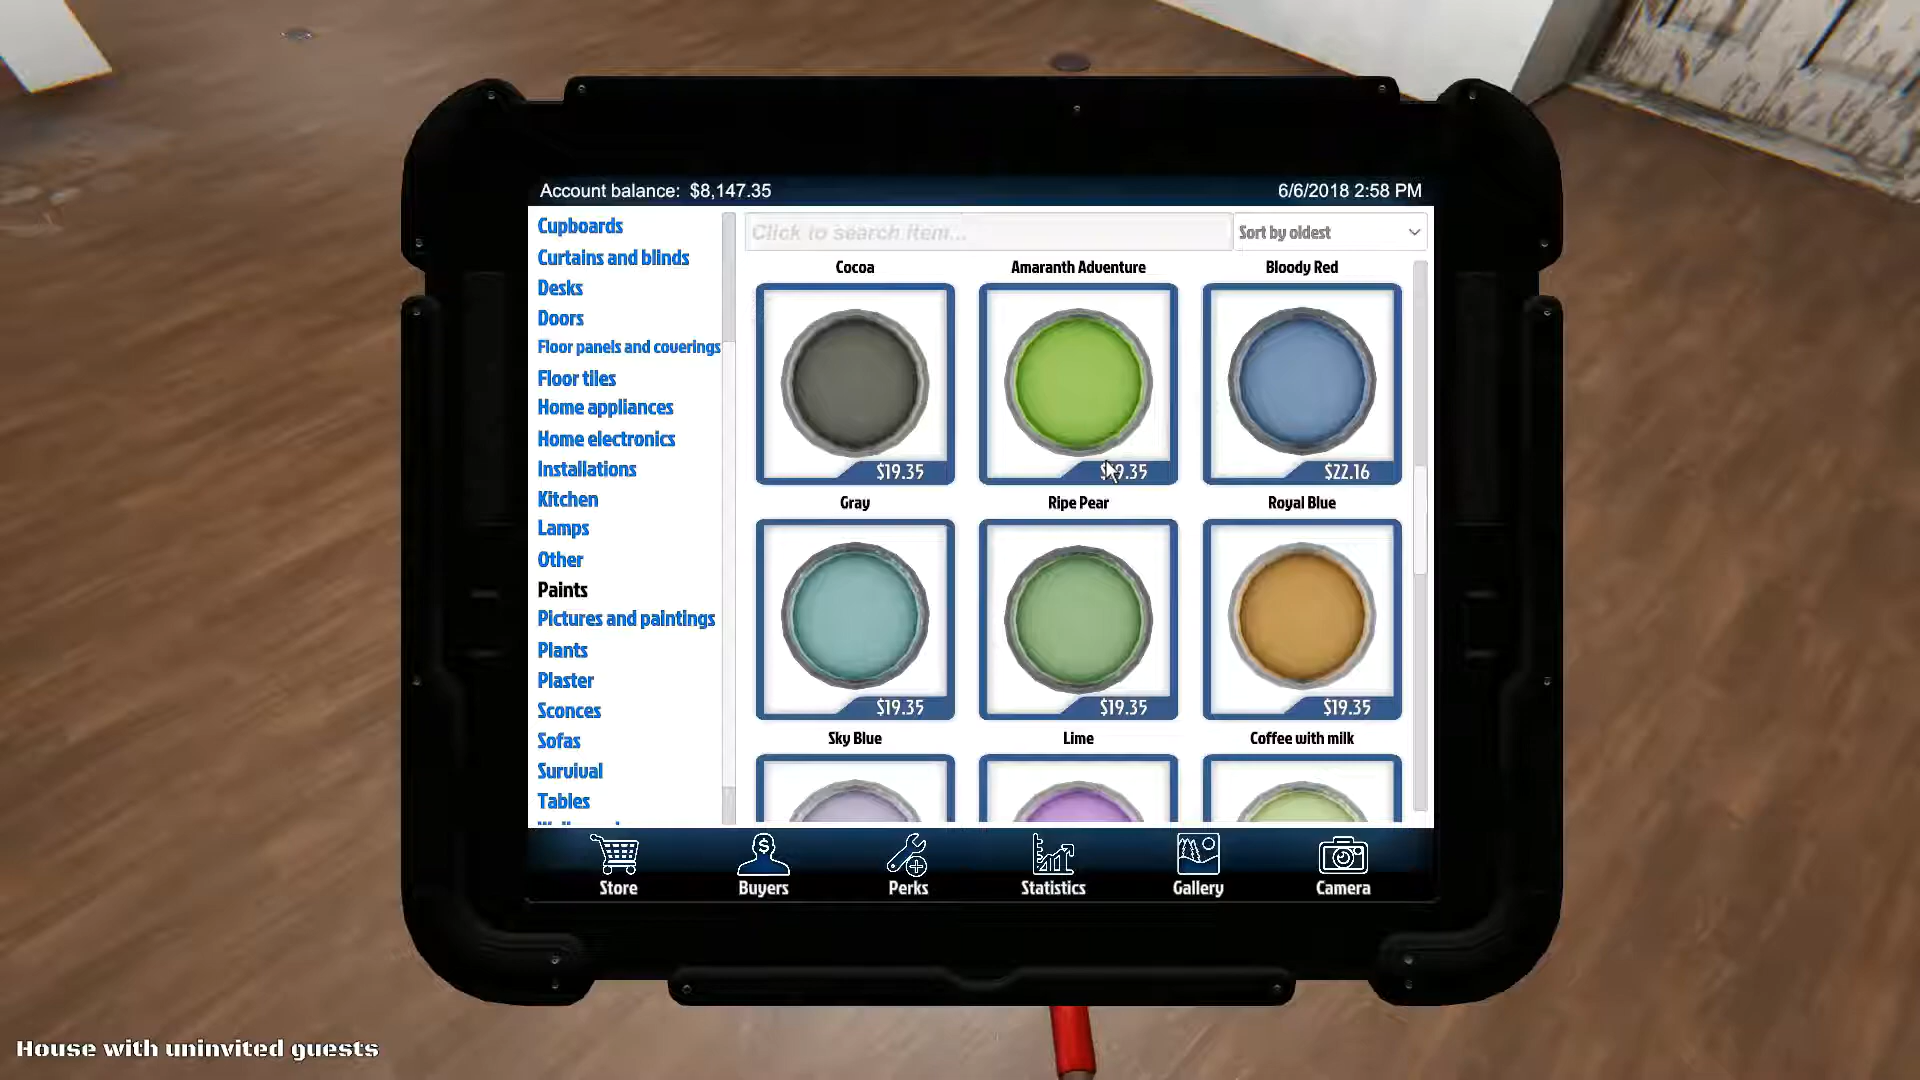 Account balance: $8,147.35
6/6/2018 2:58 PM
Cupboards
Curtains and blinds
Desks
Doors
Floor panels and coverings
Floor tiles
Home appliances
Home electronics
Installations
Kitchen
Lamps
Other
Paints
Pictures and paintings
Plants
Plaster
Sconces
Sofas
Survival
Tables
Click to search item...
Sort by oldest
Cocoa
Amaranth Adventure
Bloody Red
$19.35
$19.35
$22.16
Gray
Ripe Pear
Royal Blue
$19.35
$19.35
$19.35
Sky Blue
Lime
Coffee with milk
Store
Buyers
Perks
Statistics
Gallery
Camera
House with uninvited guests